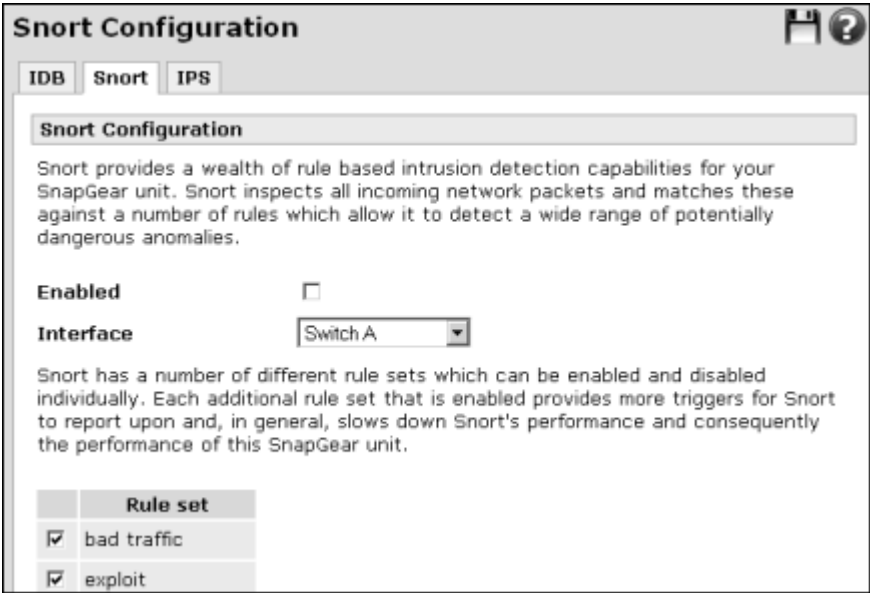 Snort Configuration
IDB Snort IPS
Snort Configuration
Snort provides a wealth of rule based intrusion detection capabilities for your
SnapGear unit. Snort inspects all incoming network packets and matches these
against a number of rules which allow it to detect a wide range of potentially
dangerous anomalies.
Enabled
Interface Switch A
Snort has a number of different rule sets which can be enabled and disabled
individually. Each additional rule set that is enabled provides more triggers for Snort
to report upon and, in general, slows down Snort's performance and consequently
the performance of this SnapGear unit.
Rule set
bad traffic
exploit